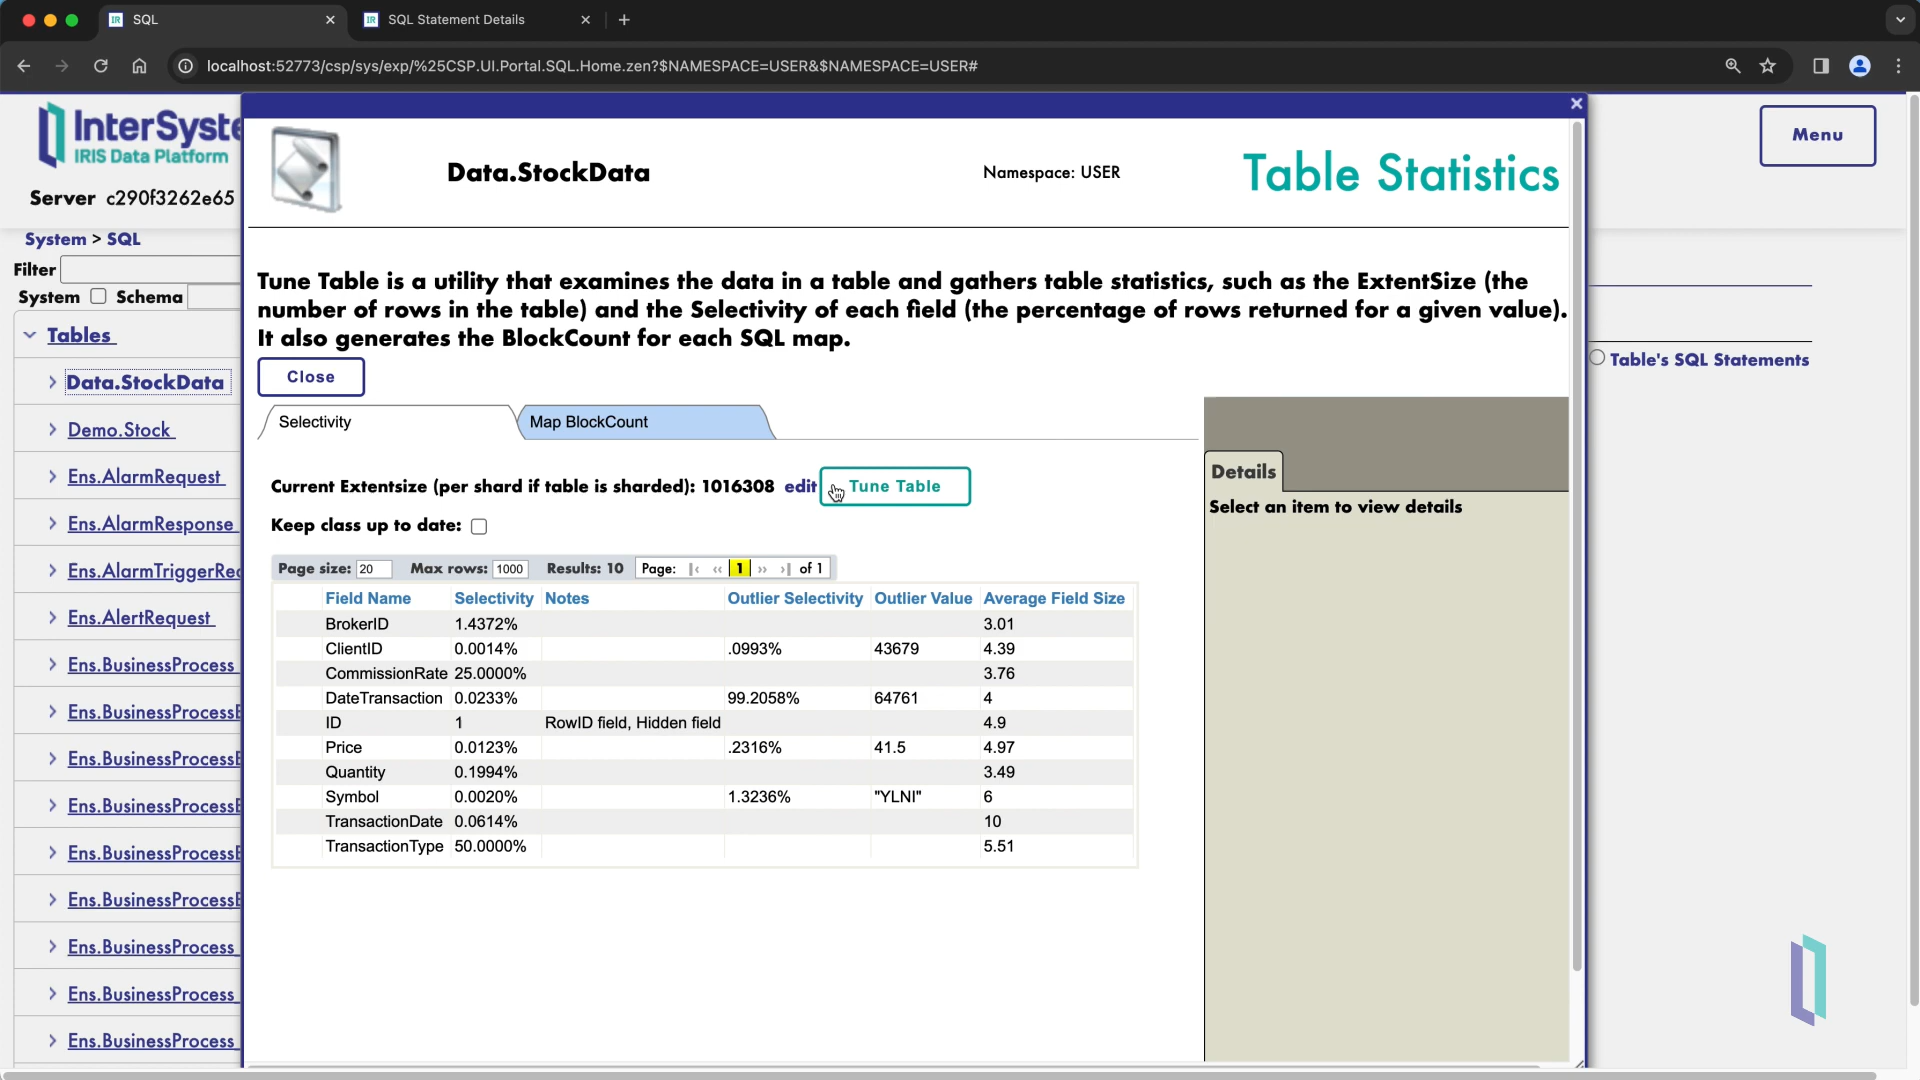 SQL
SQL Statement Details
localhost:52773/csp/sys/exp/%25CSP.UI.Portal.SQL.Home.zen?$NAMESPACE=USER&$NAMESPACE=USER#
InterSyste
IRIS Data Platform
Server c290f3262e65
System > SQL
Filter
System Schema
Tables
Data.StockData
Demo.Stock
Ens.AlarmRequest
Ens.AlarmResponse
Ens.AlarmTriggerRec
Ens.AlertRequest
Ens.BusinessProcess
Ens.BusinessProcessE
Ens.BusinessProcessE
Ens.BusinessProcessE
Ens.BusinessProcessE
Ens.BusinessProcessE
Ens.BusinessProcess_
Ens.BusinessProcess_
Ens.BusinessProcess_
Data.StockData
Namespace: USER
Table Statistics
Menu
Tune Table is a utility that examines the data in a table and gathers table statistics, such as the ExtentSize (the
number of rows in the table) and the Selectivity of each field (the percentage of rows returned for a given value).
It also generates the BlockCount for each SQL map.
Close
Table's SQL Statements
Selectivity
Map BlockCount
Current Extentsize (per shard if table is sharded): 1016308 edit Tune Table
Keep class up to date:
Page size: 20 Max rows: 1000 Results: 10 Page: |‹ ‹‹ 1 ›› ›| of 1
Field Name Selectivity Notes Outlier Selectivity Outlier Value Average Field Size
BrokerID 1.4372% 3.01
ClientID 0.0014% .0993% 43679 4.39
CommissionRate 25.0000% 3.76
DateTransaction 0.0233% 99.2058% 64761 4
ID 1 RowID field, Hidden field 4.9
Price 0.0123% .2316% 41.5 4.97
Quantity 0.1994% 3.49
Symbol 0.0020% 1.3236% "YLNI" 6
TransactionDate 0.0614% 10
TransactionType 50.0000% 5.51
Details
Select an item to view details